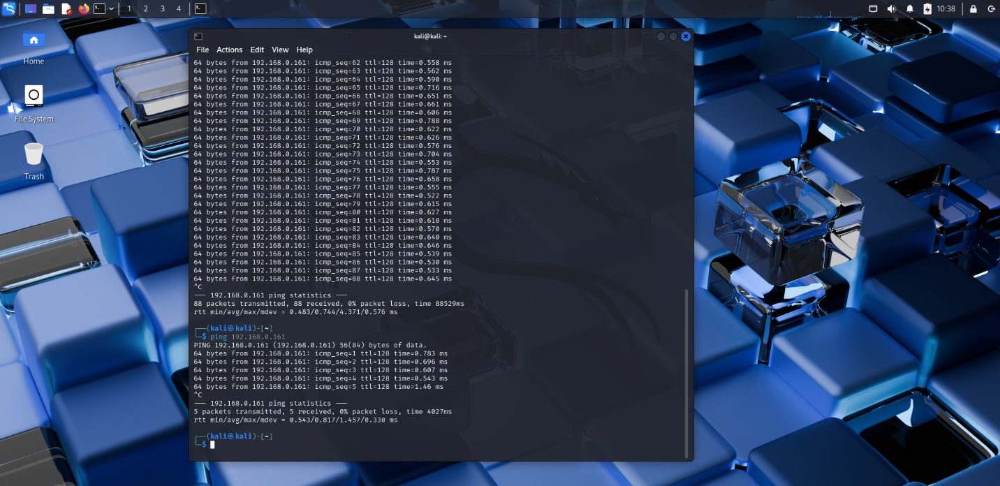 1 2 3 4
10:38
Home
File System
Trash
kali@kali: ~
File Actions Edit View Help
64 bytes from 192.168.0.161: icmp_seq=62 ttl=128 time=0.558 ms
64 bytes from 192.168.0.161: icmp_seq=63 ttl=128 time=0.562 ms
64 bytes from 192.168.0.161: icmp_seq=64 ttl=128 time=0.590 ms
64 bytes from 192.168.0.161: icmp_seq=65 ttl=128 time=0.716 ms
64 bytes from 192.168.0.161: icmp_seq=66 ttl=128 time=0.651 ms
64 bytes from 192.168.0.161: icmp_seq=67 ttl=128 time=0.661 ms
64 bytes from 192.168.0.161: icmp_seq=68 ttl=128 time=0.606 ms
64 bytes from 192.168.0.161: icmp_seq=69 ttl=128 time=0.788 ms
64 bytes from 192.168.0.161: icmp_seq=70 ttl=128 time=0.622 ms
64 bytes from 192.168.0.161: icmp_seq=71 ttl=128 time=0.626 ms
64 bytes from 192.168.0.161: icmp_seq=72 ttl=128 time=0.576 ms
64 bytes from 192.168.0.161: icmp_seq=73 ttl=128 time=0.704 ms
64 bytes from 192.168.0.161: icmp_seq=74 ttl=128 time=0.553 ms
64 bytes from 192.168.0.161: icmp_seq=75 ttl=128 time=0.787 ms
64 bytes from 192.168.0.161: icmp_seq=76 ttl=128 time=0.658 ms
64 bytes from 192.168.0.161: icmp_seq=77 ttl=128 time=0.555 ms
64 bytes from 192.168.0.161: icmp_seq=78 ttl=128 time=0.522 ms
64 bytes from 192.168.0.161: icmp_seq=79 ttl=128 time=0.615 ms
64 bytes from 192.168.0.161: icmp_seq=80 ttl=128 time=0.627 ms
64 bytes from 192.168.0.161: icmp_seq=81 ttl=128 time=0.618 ms
64 bytes from 192.168.0.161: icmp_seq=82 ttl=128 time=0.570 ms
64 bytes from 192.168.0.161: icmp_seq=83 ttl=128 time=0.640 ms
64 bytes from 192.168.0.161: icmp_seq=84 ttl=128 time=0.646 ms
64 bytes from 192.168.0.161: icmp_seq=85 ttl=128 time=0.539 ms
64 bytes from 192.168.0.161: icmp_seq=86 ttl=128 time=0.530 ms
64 bytes from 192.168.0.161: icmp_seq=87 ttl=128 time=0.533 ms
64 bytes from 192.168.0.161: icmp_seq=88 ttl=128 time=0.645 ms
^C
--- 192.168.0.161 ping statistics ---
88 packets transmitted, 88 received, 0% packet loss, time 88529ms
rtt min/avg/max/mdev = 0.483/0.744/4.371/0.576 ms
┌──(kali㉿kali)-[~]
└─$ ping 192.168.0.161
PING 192.168.0.161 (192.168.0.161) 56(84) bytes of data.
64 bytes from 192.168.0.161: icmp_seq=1 ttl=128 time=0.783 ms
64 bytes from 192.168.0.161: icmp_seq=2 ttl=128 time=0.696 ms
64 bytes from 192.168.0.161: icmp_seq=3 ttl=128 time=0.607 ms
64 bytes from 192.168.0.161: icmp_seq=4 ttl=128 time=0.543 ms
64 bytes from 192.168.0.161: icmp_seq=5 ttl=128 time=1.46 ms
^C
--- 192.168.0.161 ping statistics ---
5 packets transmitted, 5 received, 0% packet loss, time 4027ms
rtt min/avg/max/mdev = 0.543/0.817/1.457/0.330 ms
┌──(kali㉿kali)-[~]
└─$